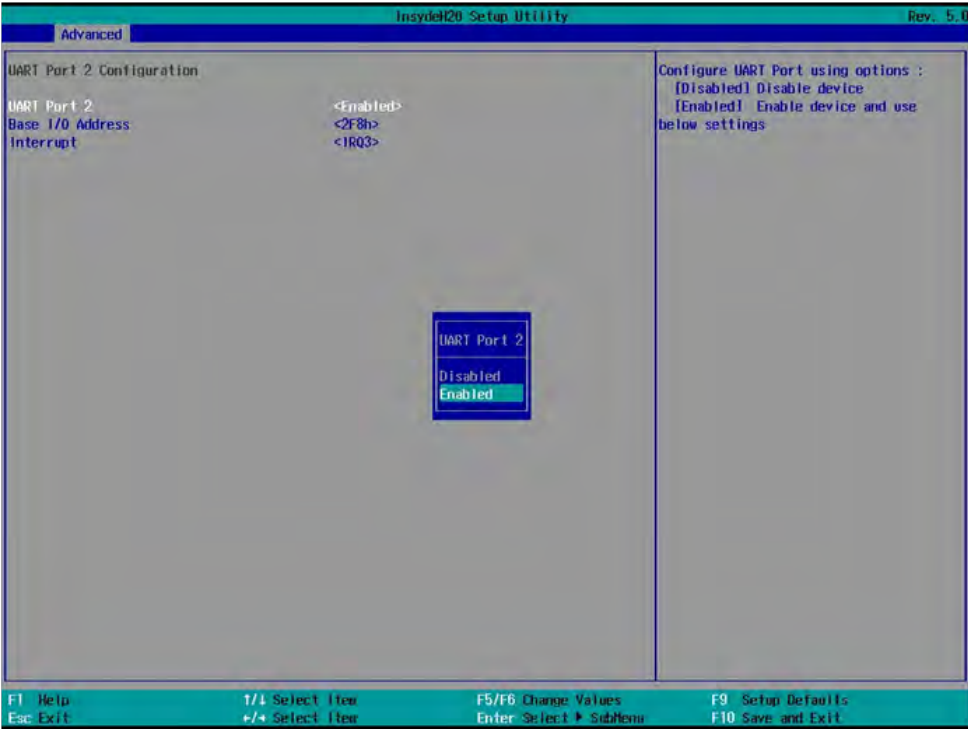 InsydeH20 Setup Utility Rev. 5.0
Advanced
UART Port 2 Configuration
UART Port 2 <Enabled>
Base I/O Address <2F8h>
Interrupt <IRQ3>
Configure UART Port using options :
[Disabled] Disable device
[Enabled] Enable device and use
below settings
UART Port 2
Disabled
Enabled
F1 Help ↑/↓ Select Item F5/F6 Change Values F9 Setup Defaults
Esc Exit ←/→ Select Item Enter Select ▶ SubMenu F10 Save and Exit